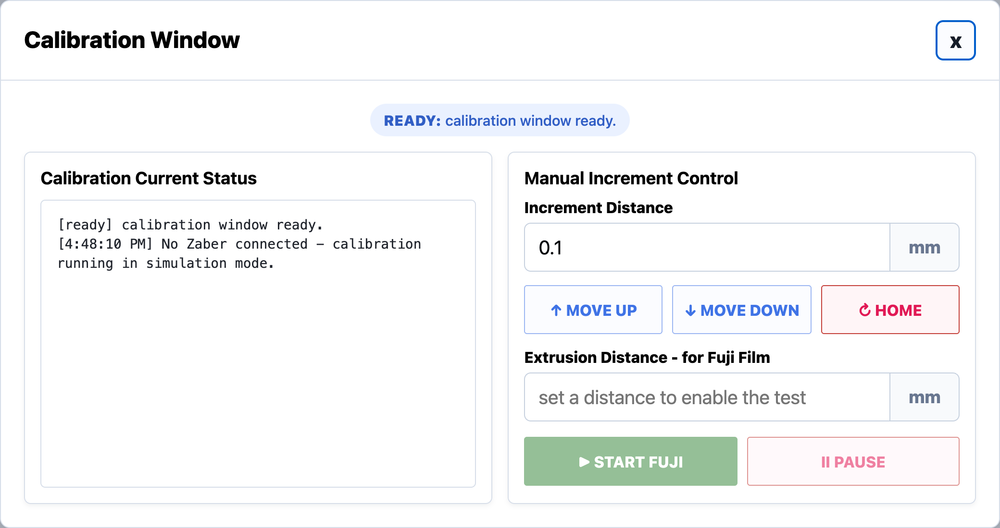 Calibration Window
x
READY: calibration window ready.
Calibration Current Status
[ready] calibration window ready.
[4:48:10 PM] No Zaber connected — calibration
running in simulation mode.
Manual Increment Control
Increment Distance
0.1 mm
↑ MOVE UP ↓ MOVE DOWN ↻ HOME
Extrusion Distance - for Fuji Film
set a distance to enable the test mm
▶ START FUJI II PAUSE